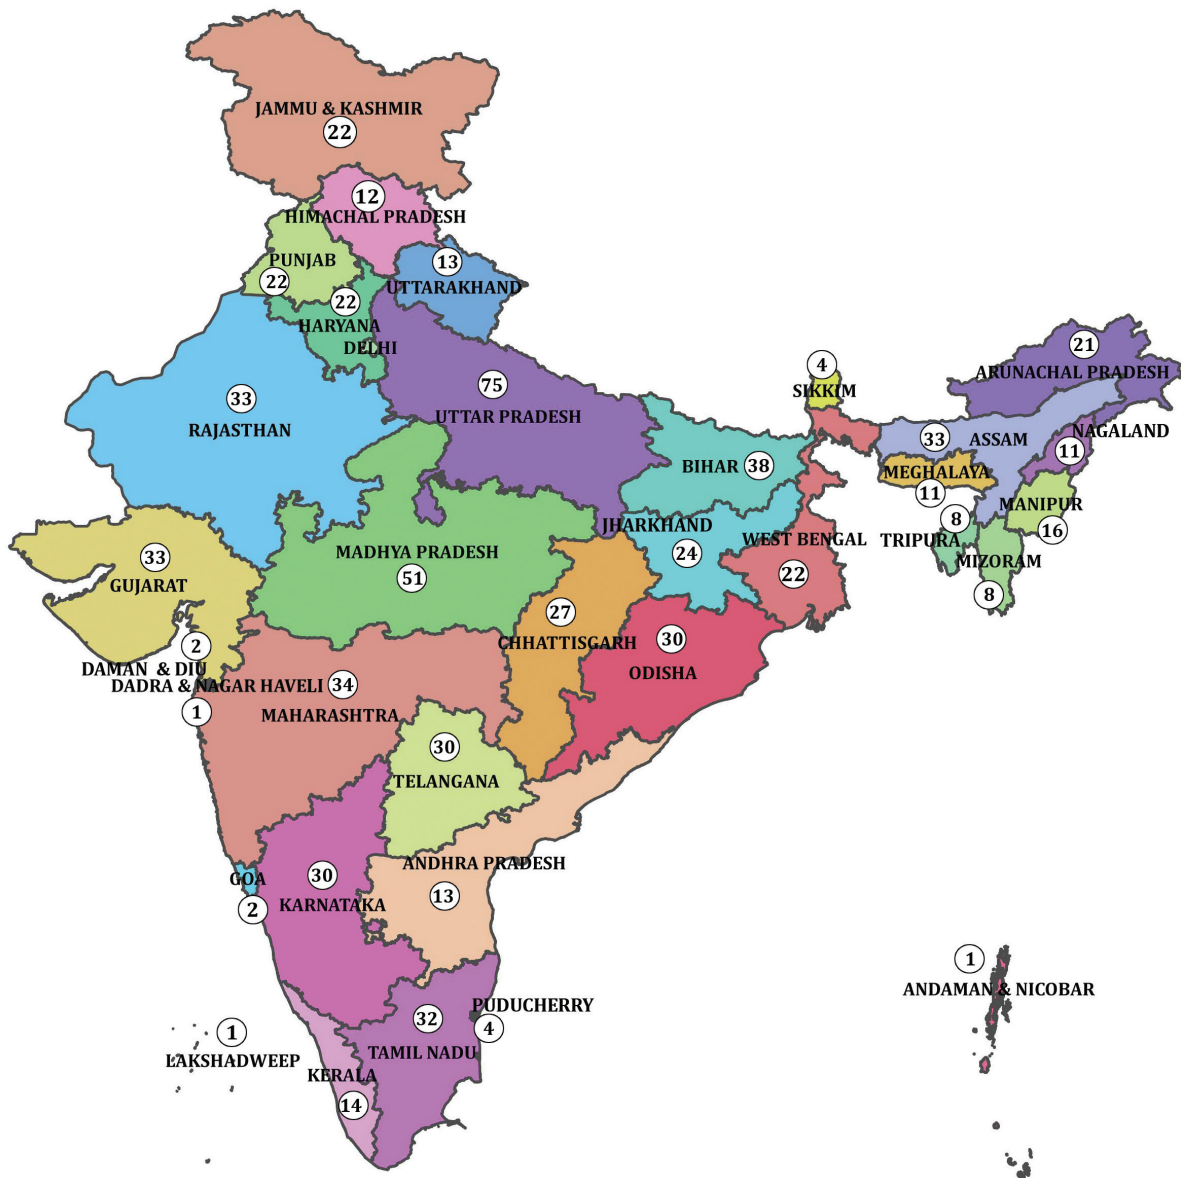 JAMMU & KASHMIR
22
12
HIMACHAL PRADESH
PUNJAB
22
13
UTTARAKHAND
22
HARYANA
DELHI
33
RAJASTHAN
75
UTTAR PRADESH
4
SIKKIM
21
ARUNACHAL PRADESH
33
ASSAM
NAGALAND
11
MEGHALAYA
11
BIHAR
38
MANIPUR
16
8
TRIPURA
MIZORAM
8
JHARKHAND
24
WEST BENGAL
22
MADHYA PRADESH
51
33
GUJARAT
27
CHHATTISGARH
30
ODISHA
2
DAMAN & DIU
DADRA & NAGAR HAVELI
1
34
MAHARASHTRA
30
TELANGANA
ANDHRA PRADESH
13
GOA
2
30
KARNATAKA
1
ANDAMAN & NICOBAR
PUDUCHERRY
4
32
TAMIL NADU
1
LAKSHADWEEP
KERALA
14